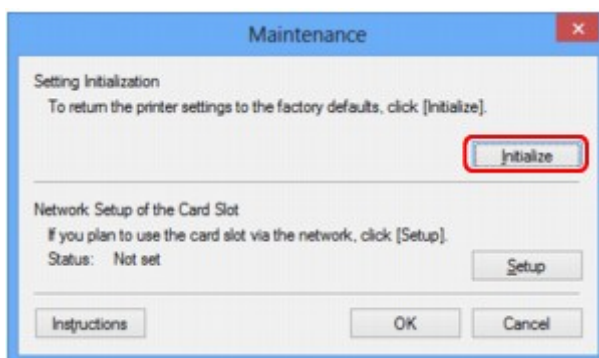 Maintenance
Setting Initialization
To return the printer settings to the factory defaults, click [Initialize].
Initialize
Network Setup of the Card Slot
If you plan to use the card slot via the network, click [Setup].
Status: Not set
Setup
Instructions OK Cancel